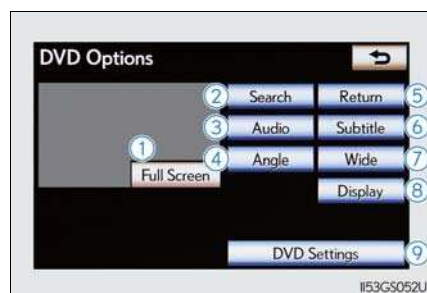 DVD Options
2 Search 5 Return
3 Audio 6 Subtitle
1
4 Angle 7 Wide
Full Screen
8 Display
9 DVD Settings
II53GS052U